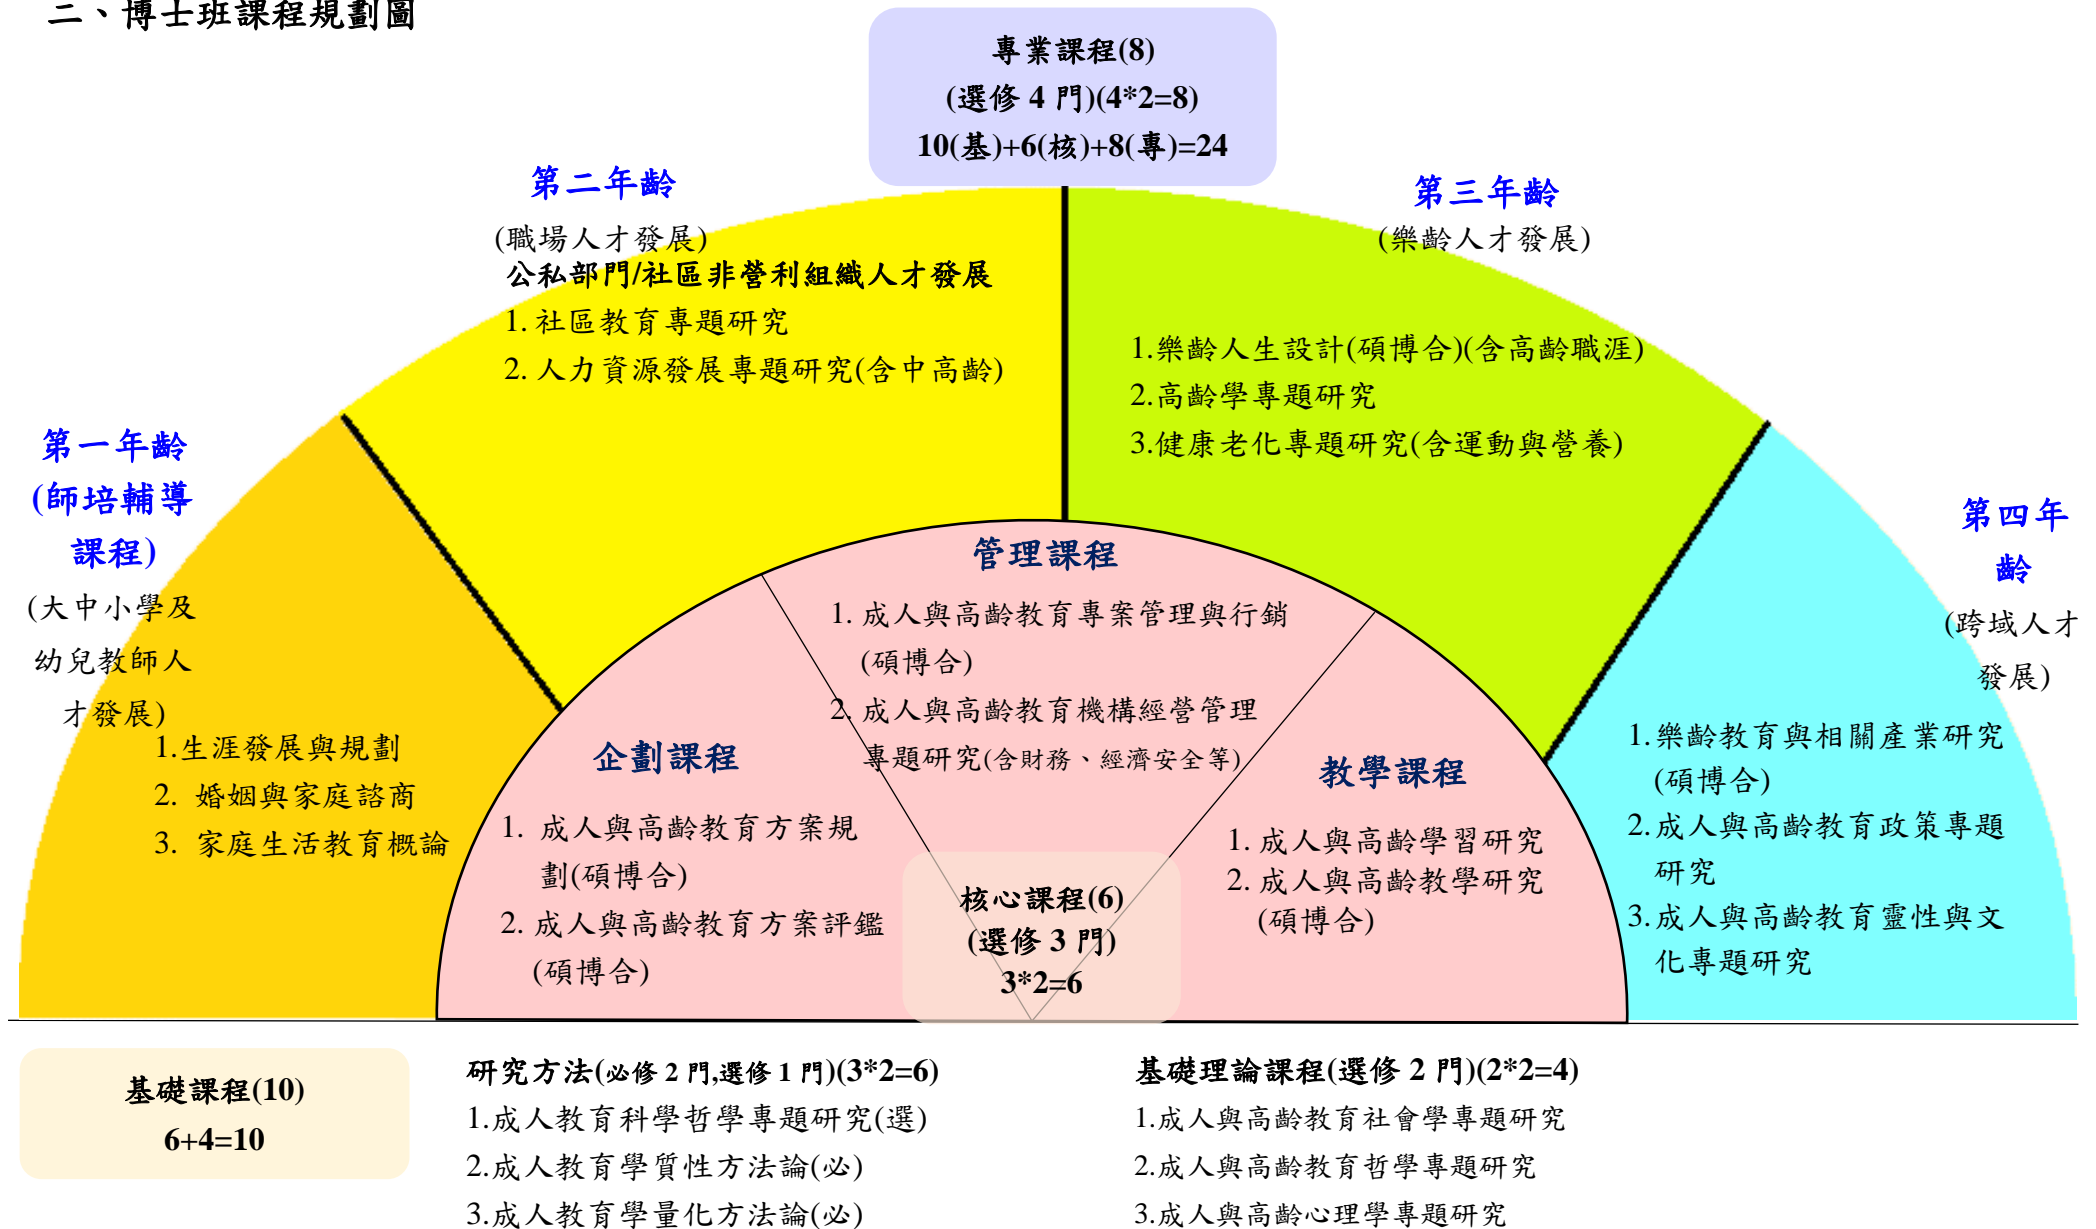 二、博士班課程規劃圖
專業課程(8)
(選修 4 門)(4*2=8)
10(基)+6(核)+8(專)=24
第二年齡
(職場人才發展)
公私部門/社區非營利組織人才發展
1. 社區教育專題研究
2. 人力資源發展專題研究(含中高齡)
第三年齡
(樂齡人才發展)
1.樂齡人生設計(碩博合)(含高齡職涯)
2.高齡學專題研究
3.健康老化專題研究(含運動與營養)
第一年齡
(師培輔導
課程)
(大中小學及
幼兒教師人
才發展)
1.生涯發展與規劃
2. 婚姻與家庭諮商
3. 家庭生活教育概論
第四年
齡
(跨域人才
發展)
1.樂齡教育與相關產業研究
(碩博合)
2.成人與高齡教育政策專題
研究
3.成人與高齡教育靈性與文
化專題研究
管理課程
1. 成人與高齡教育專案管理與行銷
(碩博合)
2. 成人與高齡教育機構經營管理
專題研究(含財務、經濟安全等)
企劃課程
1. 成人與高齡教育方案規
劃(碩博合)
2. 成人與高齡教育方案評鑑
(碩博合)
教學課程
1. 成人與高齡學習研究
2. 成人與高齡教學研究
(碩博合)
核心課程(6)
(選修 3 門)
3*2=6
基礎課程(10)
6+4=10
研究方法(必修 2 門,選修 1 門)(3*2=6)
1.成人教育科學哲學專題研究(選)
2.成人教育學質性方法論(必)
3.成人教育學量化方法論(必)
基礎理論課程(選修 2 門)(2*2=4)
1.成人與高齡教育社會學專題研究
2.成人與高齡教育哲學專題研究
3.成人與高齡心理學專題研究